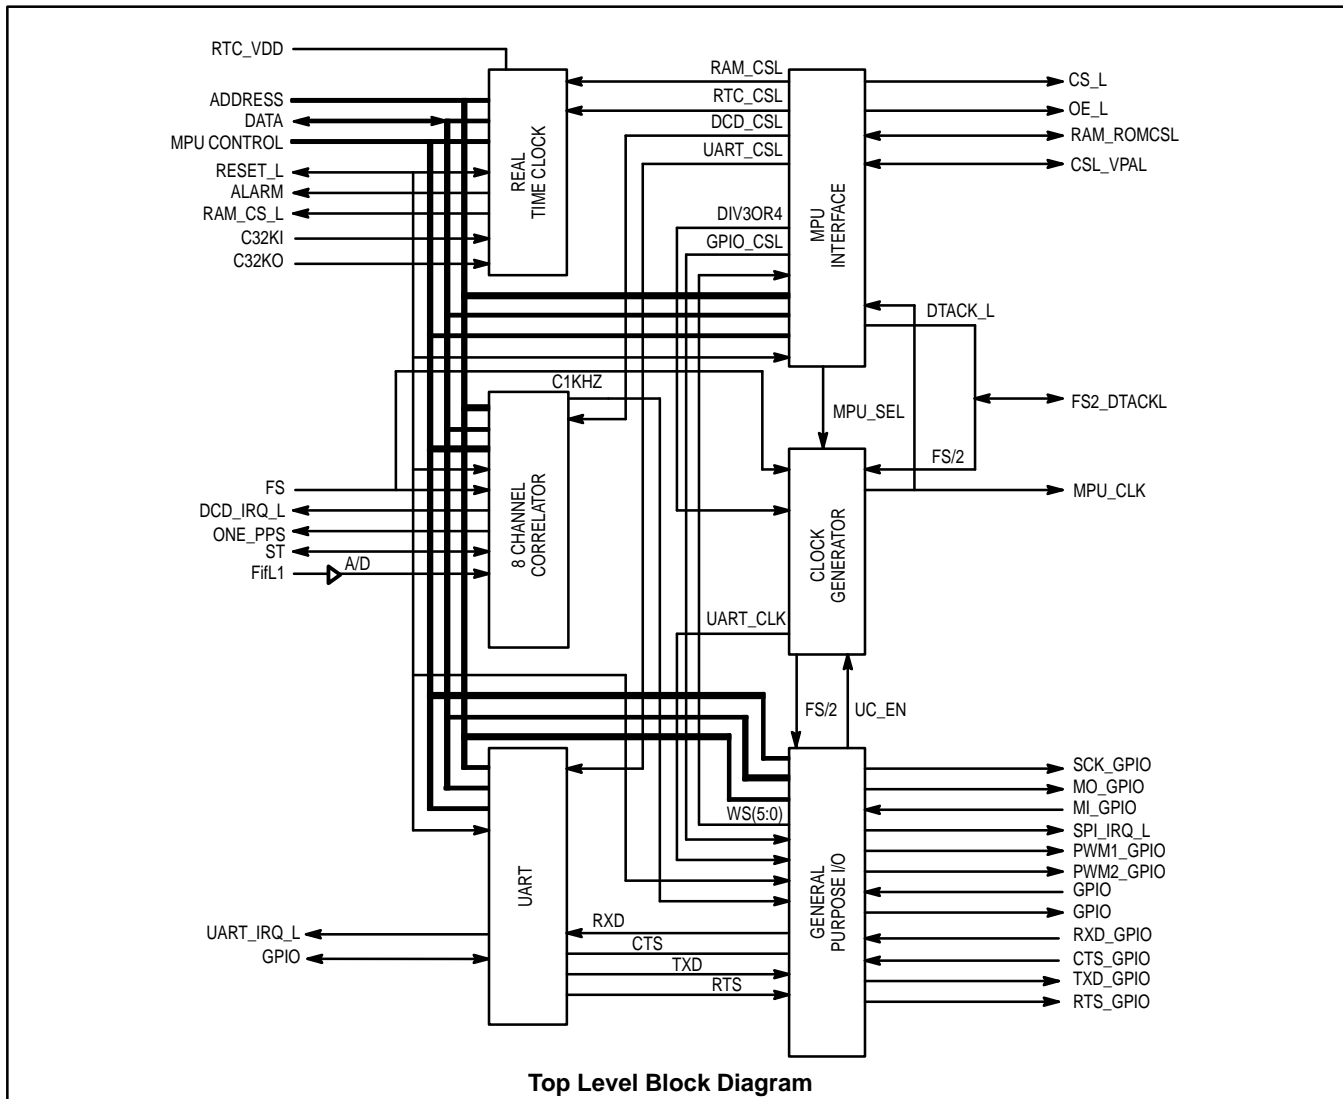 RTC_VDD
ADDRESS
DATA
MPU CONTROL
RESET_L
ALARM
RAM_CS_L
C32KI
C32KO
REAL
TIME CLOCK
RAM_CSL
RTC_CSL
DCD_CSL
UART_CSL
DIV3OR4
GPIO_CSL
MPU
INTERFACE
CS_L
OE_L
RAM_ROMCSL
CSL_VPAL
DTACK_L
FS2_DTACKL
FS/2
MPU_CLK
MPU_SEL
C1KHZ
FS
DCD_IRQ_L
ONE_PPS
ST
FifL1
A/D
8 CHANNEL
CORRELATOR
CLOCK
GENERATOR
UART_CLK
FS/2
UC_EN
WS(5:0)
UART
UART_IRQ_L
GPIO
RXD
CTS
TXD
RTS
GENERAL
PURPOSE I/O
SCK_GPIO
MO_GPIO
MI_GPIO
SPI_IRQ_L
PWM1_GPIO
PWM2_GPIO
GPIO
GPIO
RXD_GPIO
CTS_GPIO
TXD_GPIO
RTS_GPIO
Top Level Block Diagram